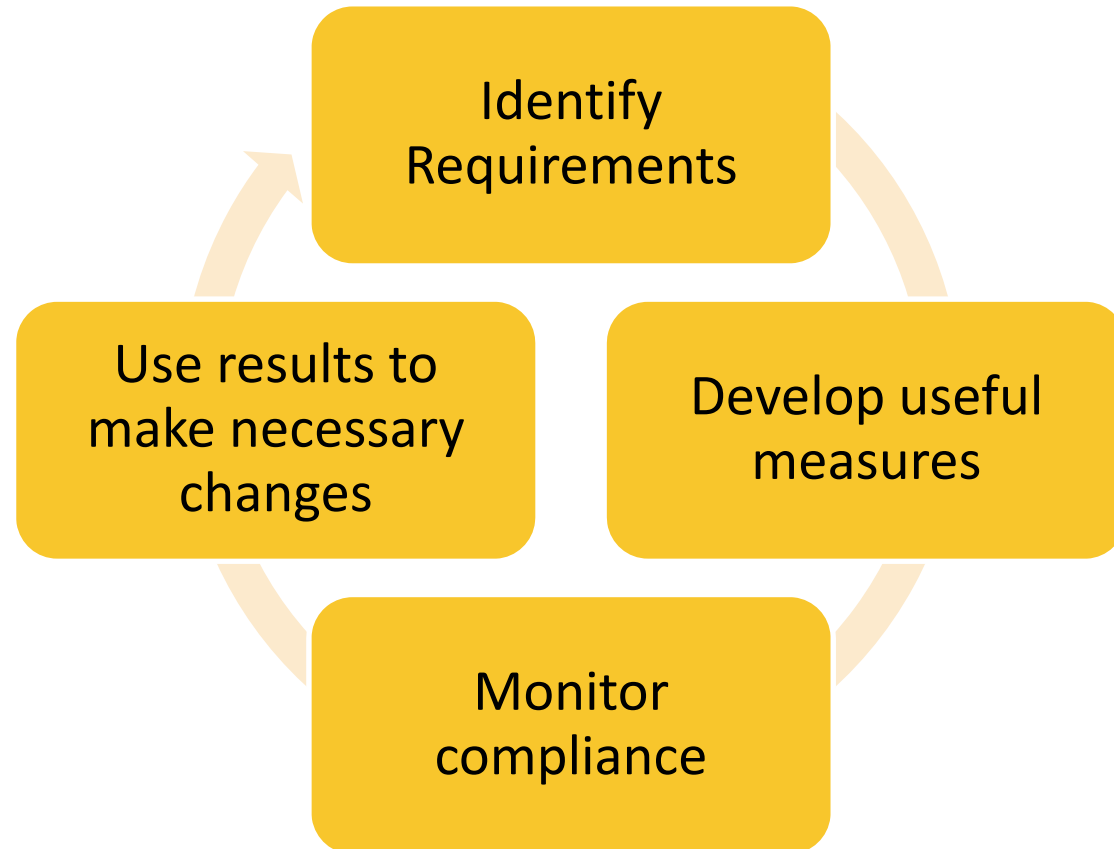 Identify
Requirements
Develop useful
measures
Monitor
compliance
Use results to
make necessary
changes